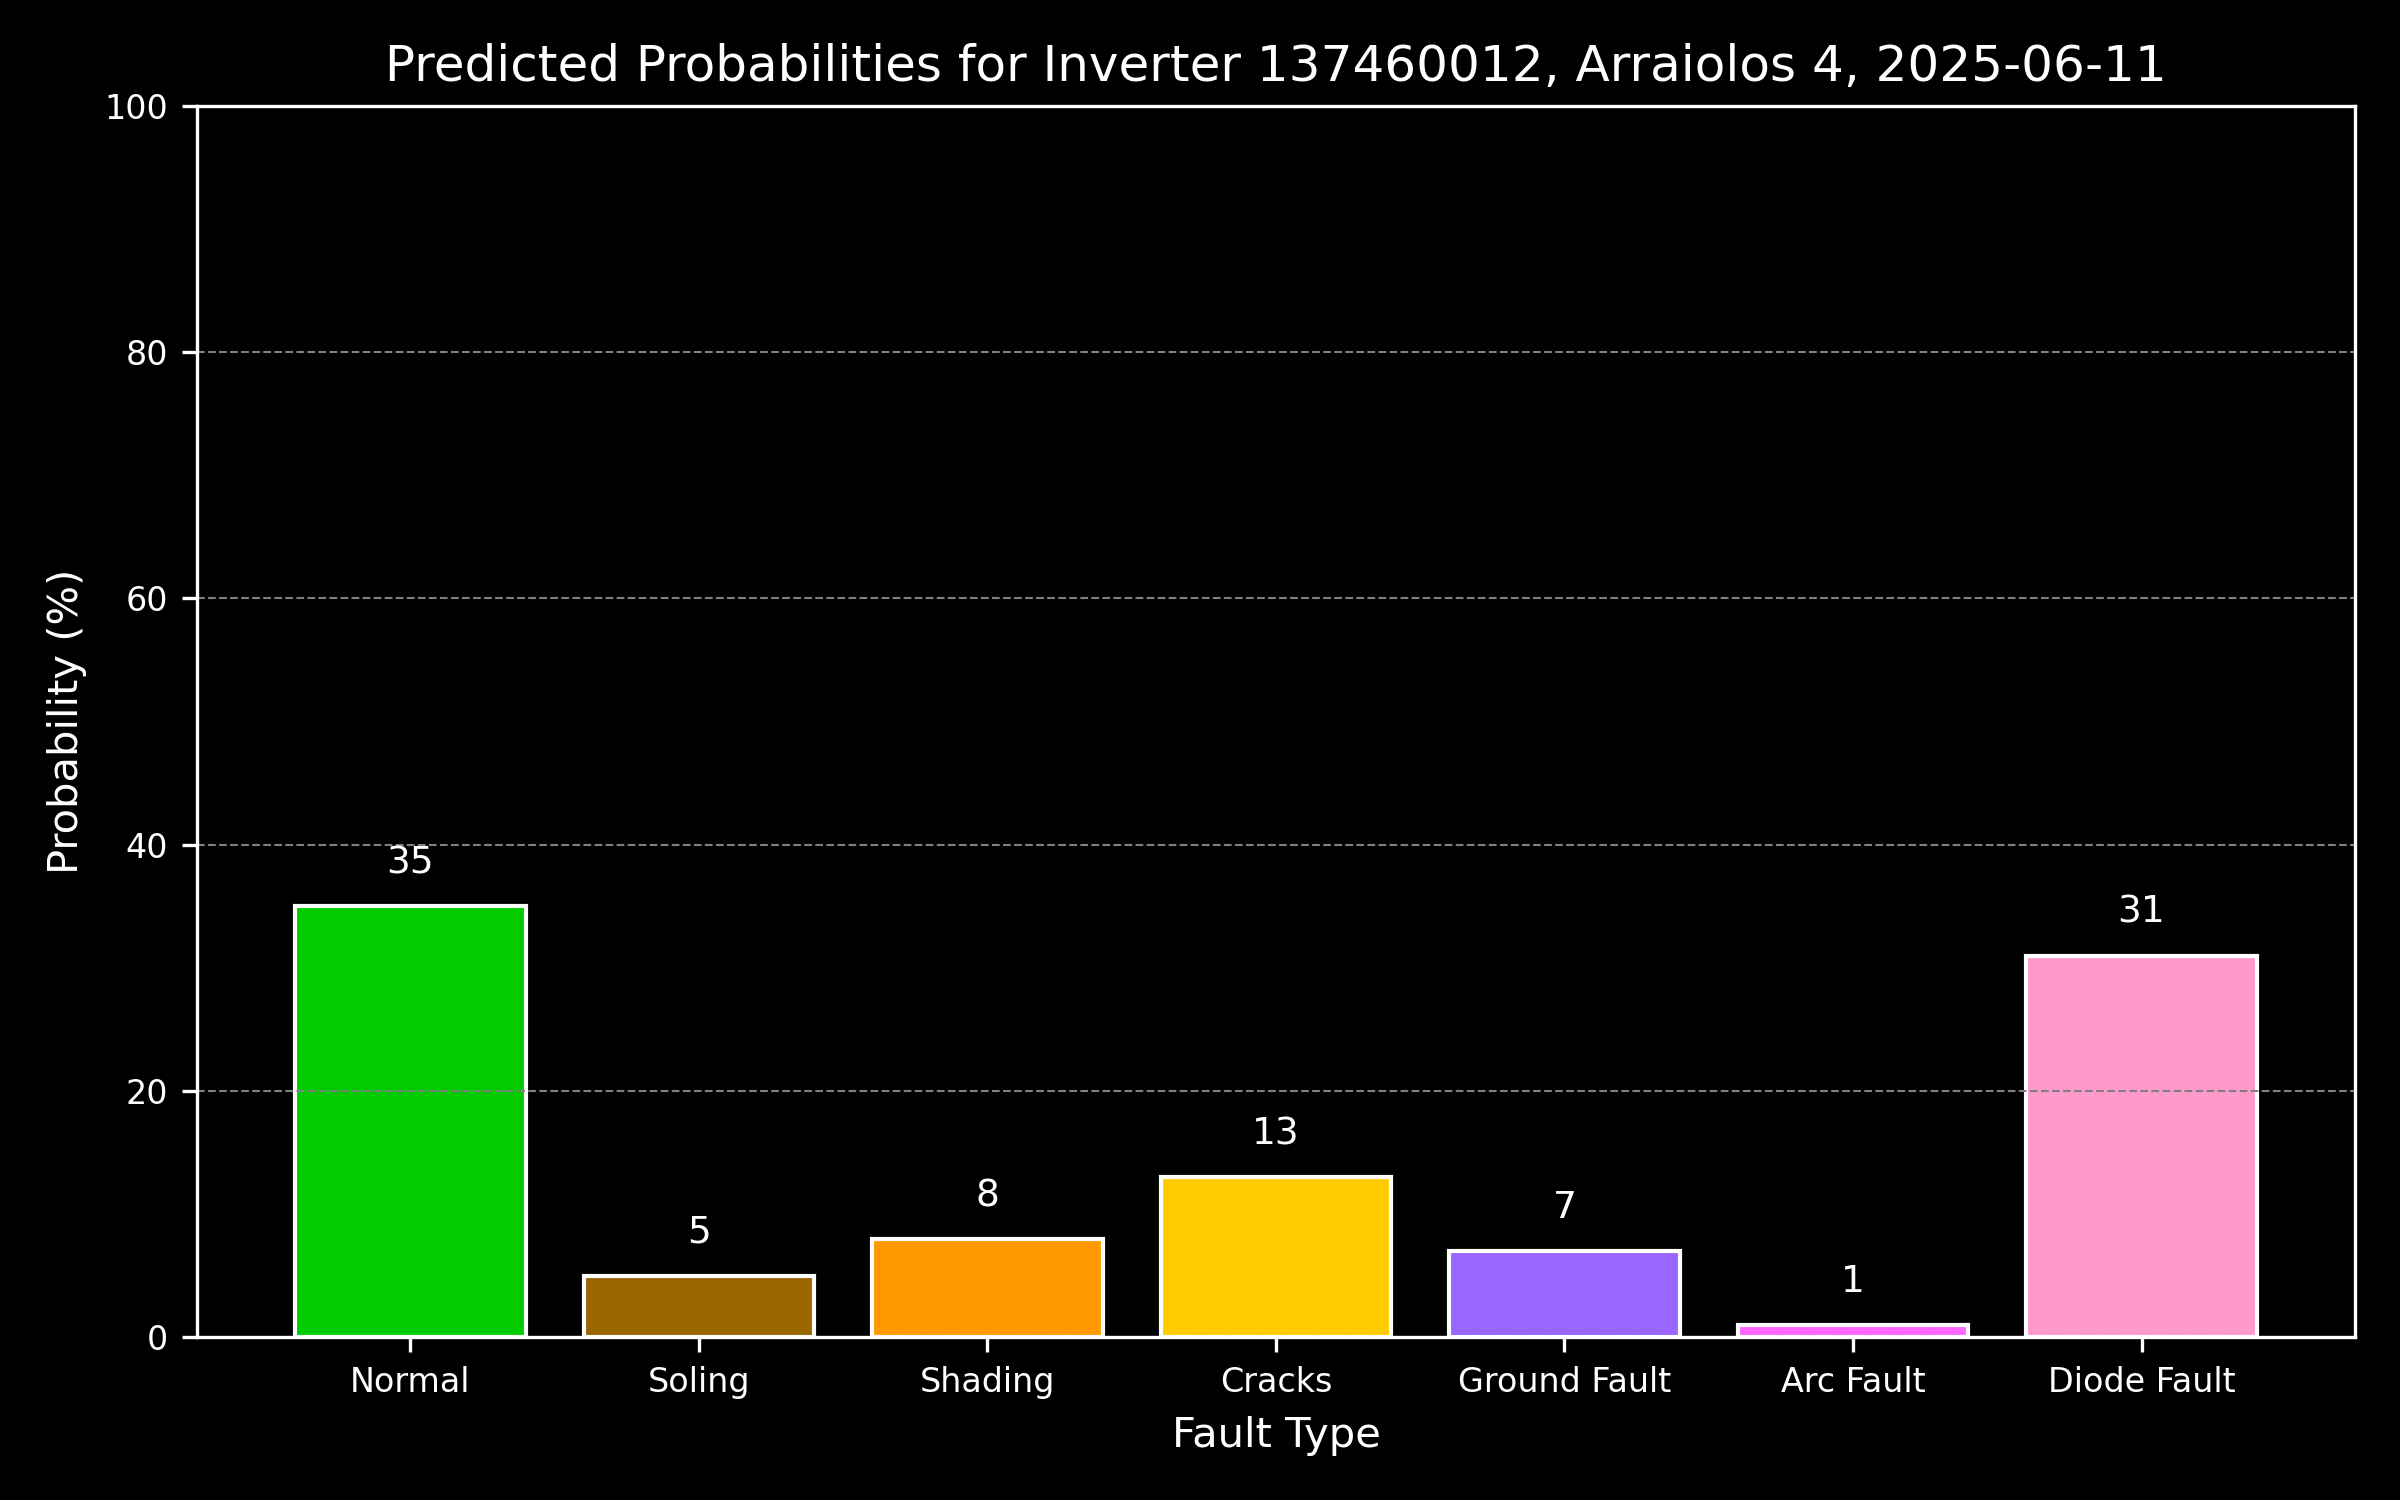 Predicted Probabilities for Inverter 137460012, Arraiolos 4, 2025-06-11
100
80
60
40
20
0
Probability (%)
35
5
8
13
7
1
31
Normal
Soling
Shading
Cracks
Ground Fault
Arc Fault
Diode Fault
Fault Type